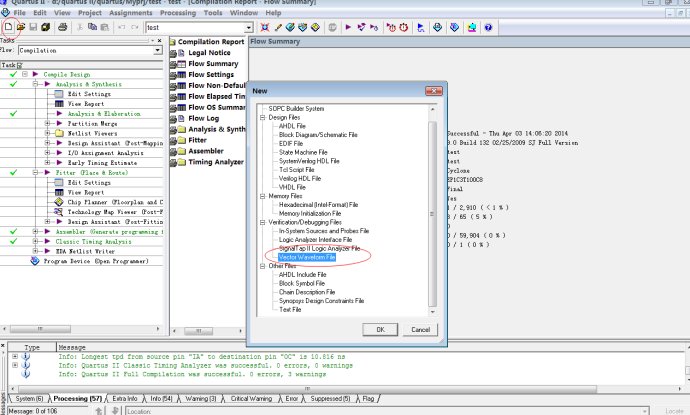 Quartus II - d:/quartus II/quartus/myprj/test - test - [Compilation Report - Flow Summary]
File Edit View Project Assignments Processing Tools Window Help
test
Tasks
Flow: Compilation
Task
Compile Design
Analysis & Synthesis
Edit Settings
View Report
Analysis & Elaboration
Partition Merge
Netlist Viewers
Design Assistant (Post-Mapping
I/O Assignment Analysis
Early Timing Estimate
Fitter (Place & Route)
Edit Settings
View Report
Chip Planner (Floorplan and C
Technology Map Viewer (Post-F
Design Assistant (Post-Fittin
Assembler (Generate programming f
Classic Timing Analysis
EDA Netlist Writer
Program Device (Open Programmer)
Compilation Report
Legal Notice
Flow Summary
Flow Settings
Flow Non-Defaul
Flow Elapsed Tim
Flow OS Summa
Flow Log
Analysis & Synth
Fitter
Assembler
Timing Analyzer
Flow Summary
New
SOPC Builder System
Design Files
AHDL File
Block Diagram/Schematic File
EDIF File
State Machine File
SystemVerilog HDL File
Tcl Script File
Verilog HDL File
VHDL File
Memory Files
Hexadecimal (Intel-Format) File
Memory Initialization File
Verification/Debugging Files
In-System Sources and Probes File
Logic Analyzer Interface File
SignalTap II Logic Analyzer File
Vector Waveform File
Other Files
AHDL Include File
Block Symbol File
Chain Description File
Synopsys Design Constraints File
Text File
OK Cancel
Successful - Thu Apr 03 14:06:20 2014
.0 Build 132 02/25/2009 SJ Full Version
test
test
Cyclone
EP1C3T100C8
Final
Yes
/ 2,910 ( < 1 % )
/ 65 ( 5 % )
/ 59,904 ( 0 % )
/ 1 ( 0 % )
Type Message
Info: Longest tpd from source pin "IA" to destination pin "OC" is 10.816 ns
Info: Quartus II Classic Timing Analyzer was successful. 0 errors, 0 warnings
Info: Quartus II Full Compilation was successful. 0 errors, 3 warnings
System (6) Processing (57) Extra Info Info (54) Warning (3) Critical Warning Error Suppressed (5) Flag
Message: 0 of 106 Location: Locate
Messages